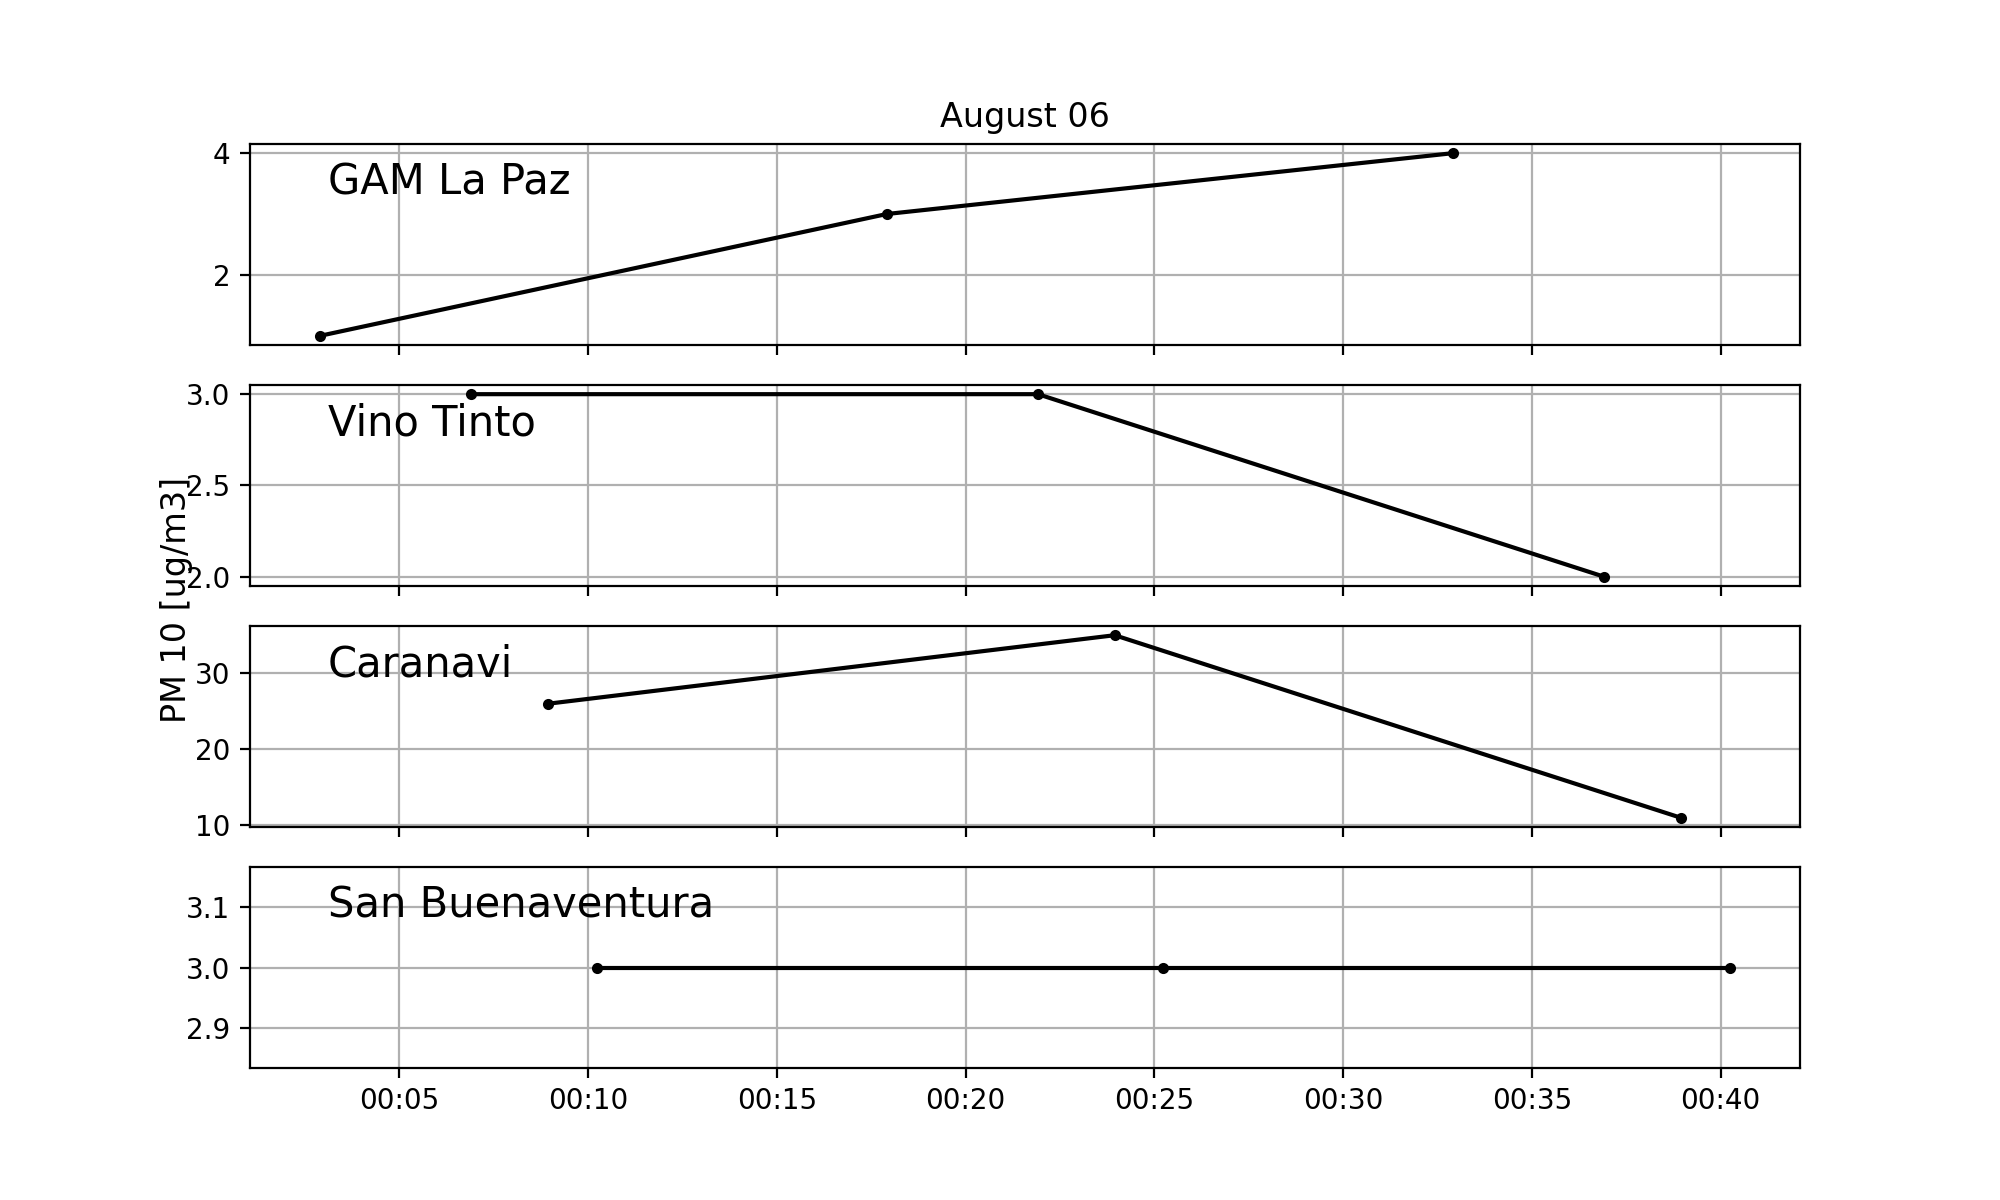 August 06
PM 10 [ug/m3]
GAM La Paz
4
2
Vino Tinto
3.0
2.5
2.0
Caranavi
30
20
10
San Buenaventura
3.1
3.0
2.9
00:05 00:10 00:15 00:20 00:25 00:30 00:35 00:40